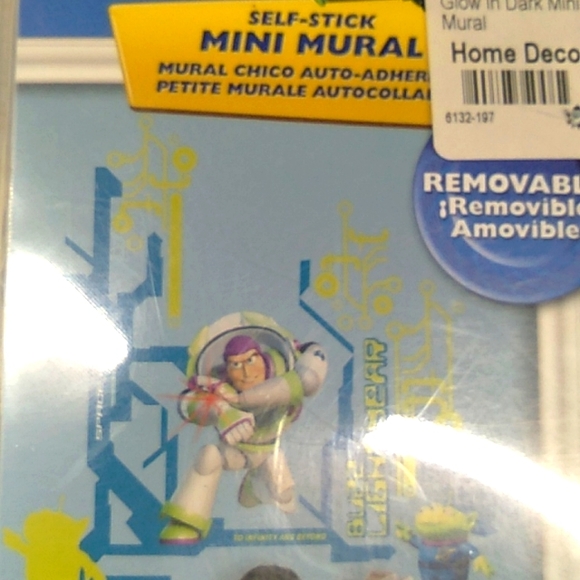 Glow in Dark Mini
Mural
Home Deco
6132-197
SELF-STICK
MINI MURAL
MURAL CHICO AUTO-ADHER
PETITE MURALE AUTOCOLLA
REMOVABL
¡Removible
Amovible
LIGHTYEAR
TO INFINITY AND BEYOND